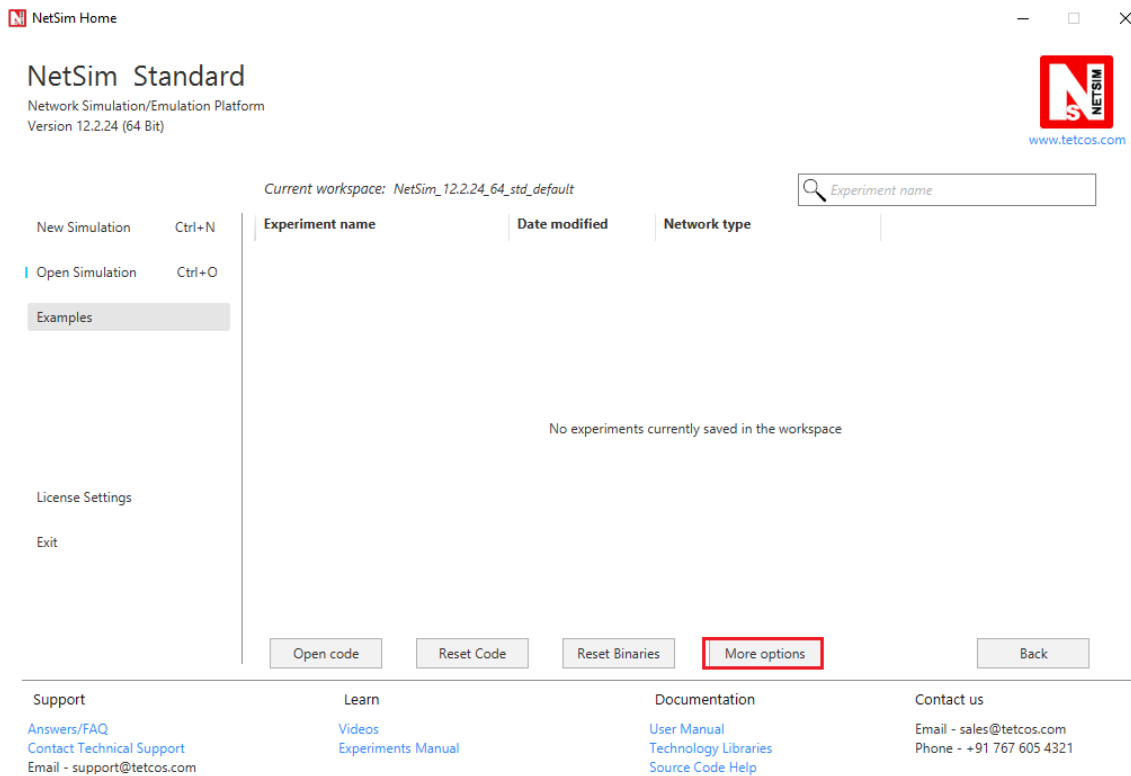 NetSim Home
NetSim Standard
Network Simulation/Emulation Platform
Version 12.2.24 (64 Bit)
NS
NETSIM
www.tetcos.com
Current workspace: NetSim_12.2.24_64_std_default
Experiment name
New Simulation Ctrl+N
Open Simulation Ctrl+O
Examples
License Settings
Exit
Experiment name Date modified Network type
No experiments currently saved in the workspace
Open code Reset Code Reset Binaries More options Back
Support
Answers/FAQ
Contact Technical Support
Email - support@tetcos.com
Learn
Videos
Experiments Manual
Documentation
User Manual
Technology Libraries
Source Code Help
Contact us
Email - sales@tetcos.com
Phone - +91 767 605 4321